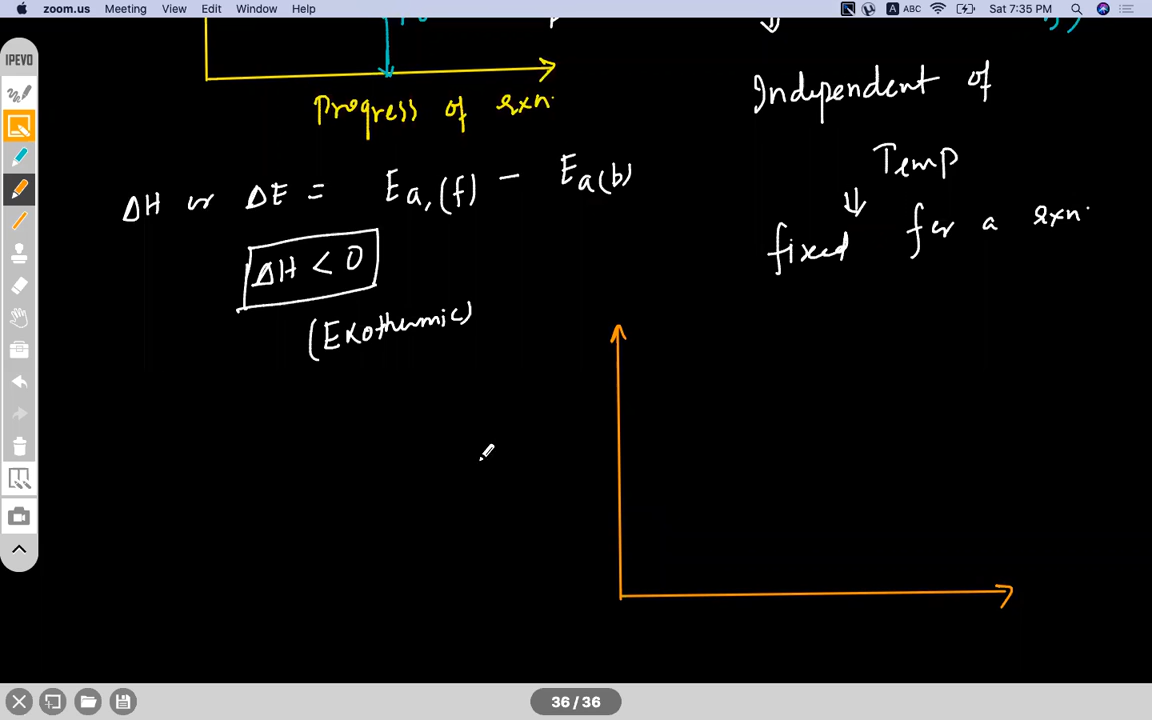 zoom.us Meeting View Edit Window Help A ABC Sat 7:35 PM
IPEVO
Progress of rxn.
ΔH or ΔE = Ea,(f) - Ea(b)
ΔH < 0
(Exothermic)
Independent of
Temp
⇓
fixed for a rxn.
36 / 36